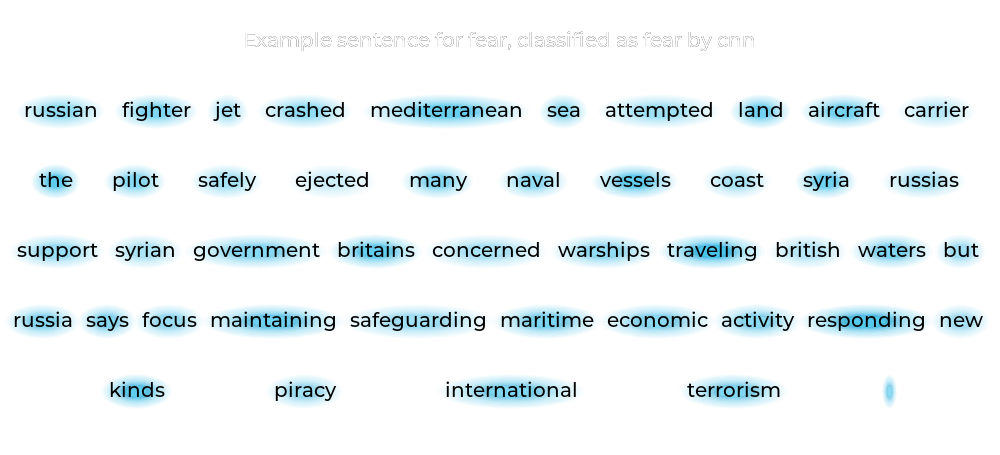 Example sentence for fear, classified as fear by cnn
russian fighter jet crashed mediterranean sea attempted land aircraft carrier
the pilot safely ejected many naval vessels coast syria russias
support syrian government britains concerned warships traveling british waters but
russia says focus maintaining safeguarding maritime economic activity responding new
kinds piracy international terrorism